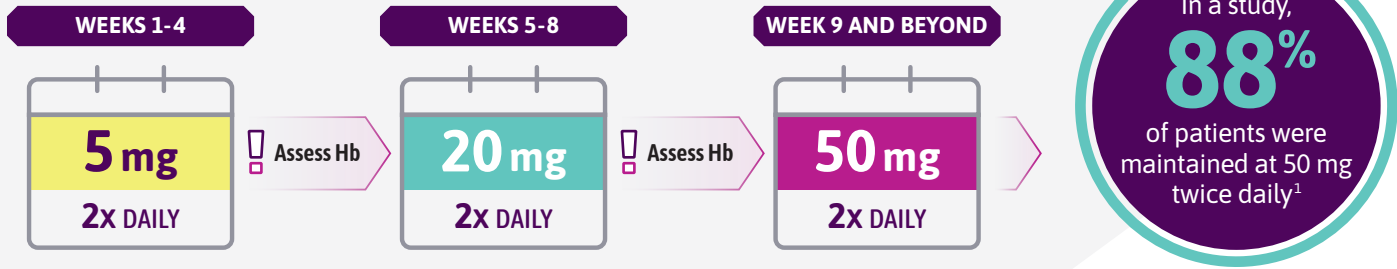 WEEKS 1-4
5 mg
2x DAILY
Assess Hb
WEEKS 5-8
20 mg
2x DAILY
Assess Hb
WEEK 9 AND BEYOND
50 mg
2x DAILY
In a study,
88%
of patients were
maintained at 50 mg
twice daily1